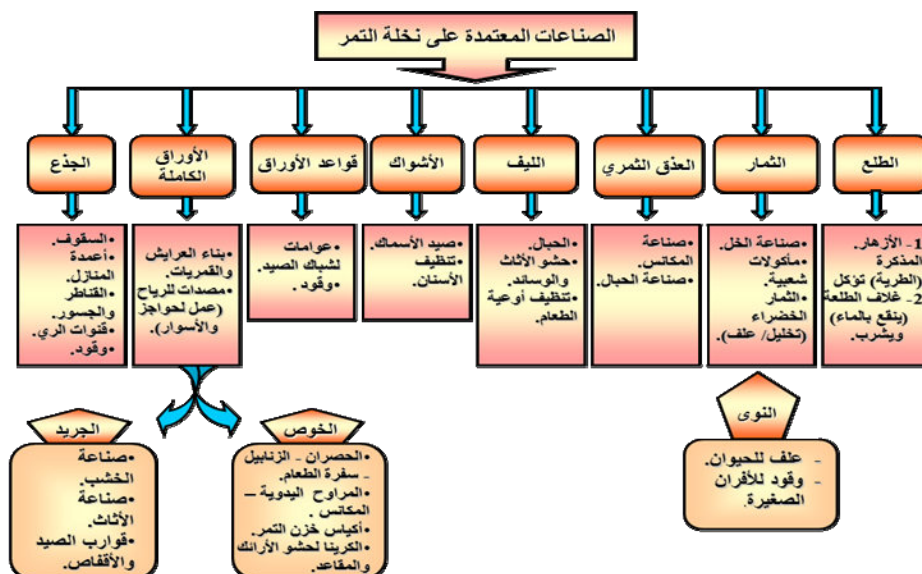 الصناعات المعتمدة على نخلة التمر
الطلع
1- الأزهار.
المذكرة
(الطرية) تؤكل
2- غلاف الطلعة
(ينقع بالماء)
ويشرب.
الثمار
•صناعة الخل.
•مأكولات
شعبية.
•الثمار
الخضراء
(تخليل/ علف).
العذق الثمري
•صناعة
المكانس.
•صناعة الحبال.
الليف
•الحبال.
•حشو الأثاث
والوسائد.
•تنظيف أوعية
الطعام.
الأشواك
•صيد الأسماك.
•تنظيف
الأسنان.
قواعد الأوراق
•عوامات
لشباك الصيد.
•وقود.
الأوراق
الكاملة
•بناء العرايش
والقمريات.
•مصدات للرياح
(عمل لحواجز
والأسوار).
الجذع
•السقوف.
•أعمدة
المنازل.
•القناطر
والجسور.
•قنوات الري.
•وقود.
النوى
- علف للحيوان.
- وقود للأفران
الصغيرة.
الخوص
•الحصران - الزنابيل
- سفرة الطعام.
•المراوح اليدوية –
المكانس .
•أكياس خزن التمر.
•الكرينا لحشو الأرائك
والمقاعد.
الجريد
•صناعة
الخشب.
•صناعة
الأثاث.
•قوارب الصيد
والأقفاص.